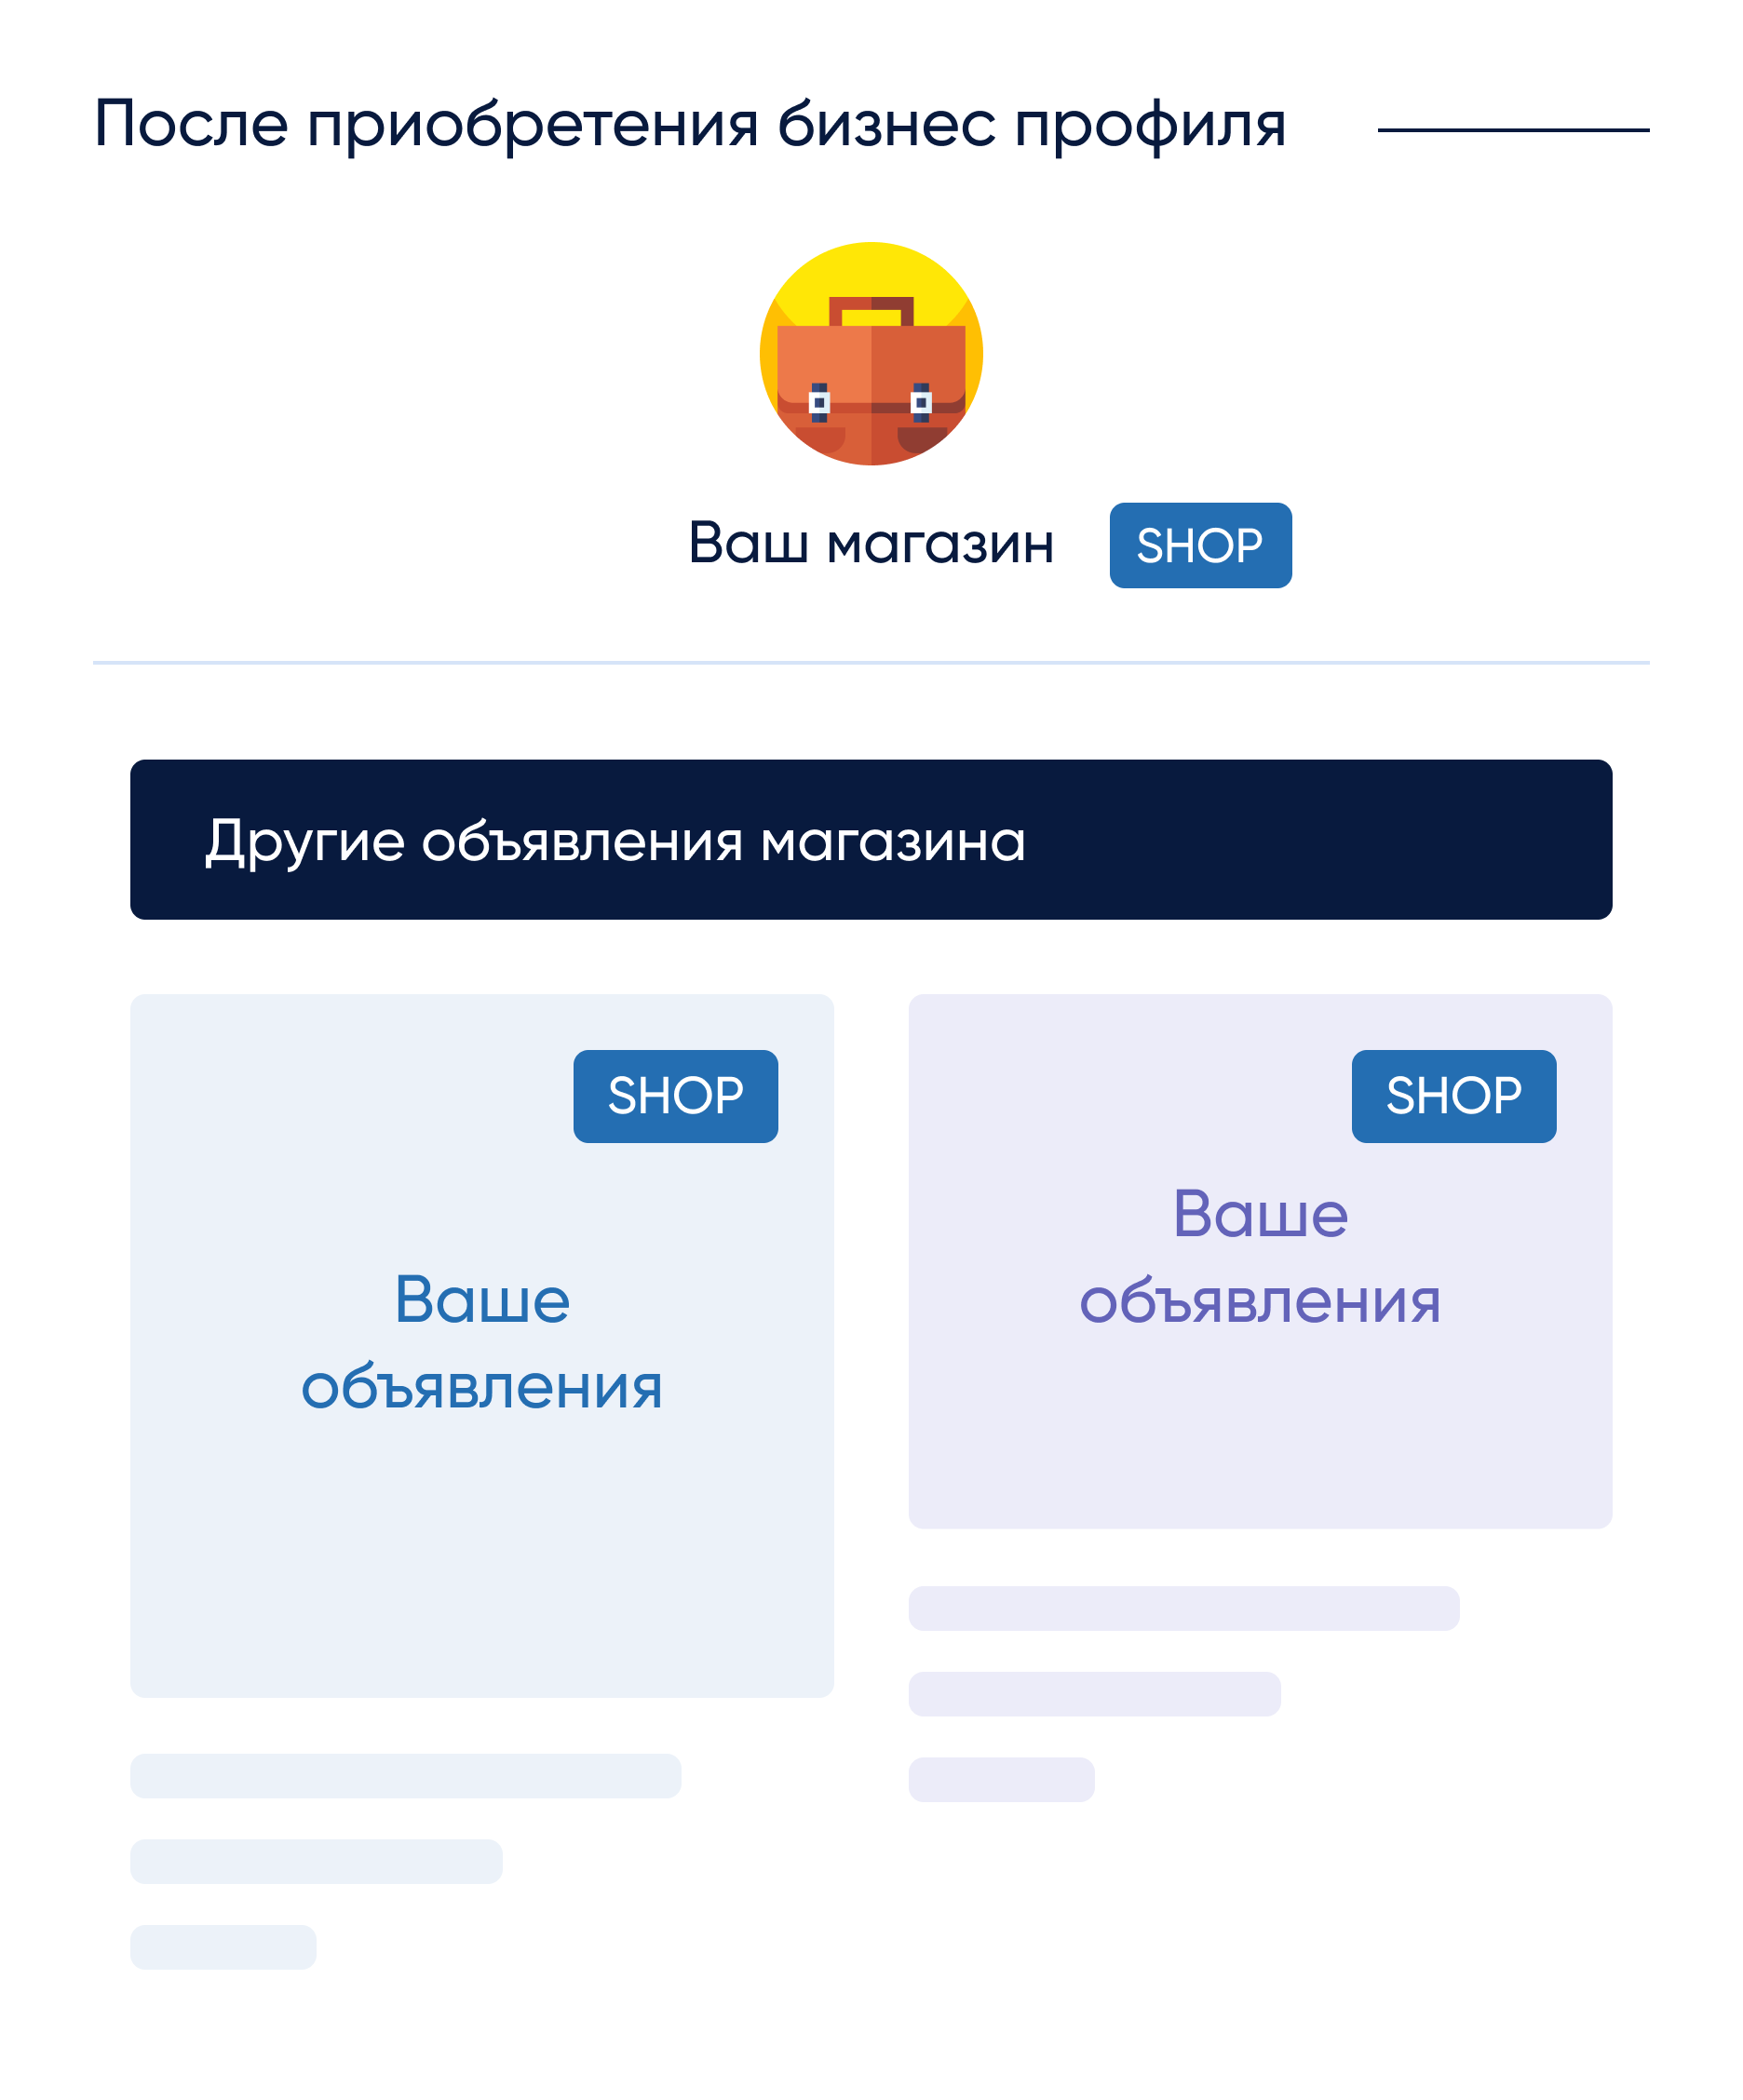 После приобретения бизнес профиля
Ваш магазин
SHOP
Другие объявления магазина
SHOP
Ваше
объявления
SHOP
Ваше
объявления